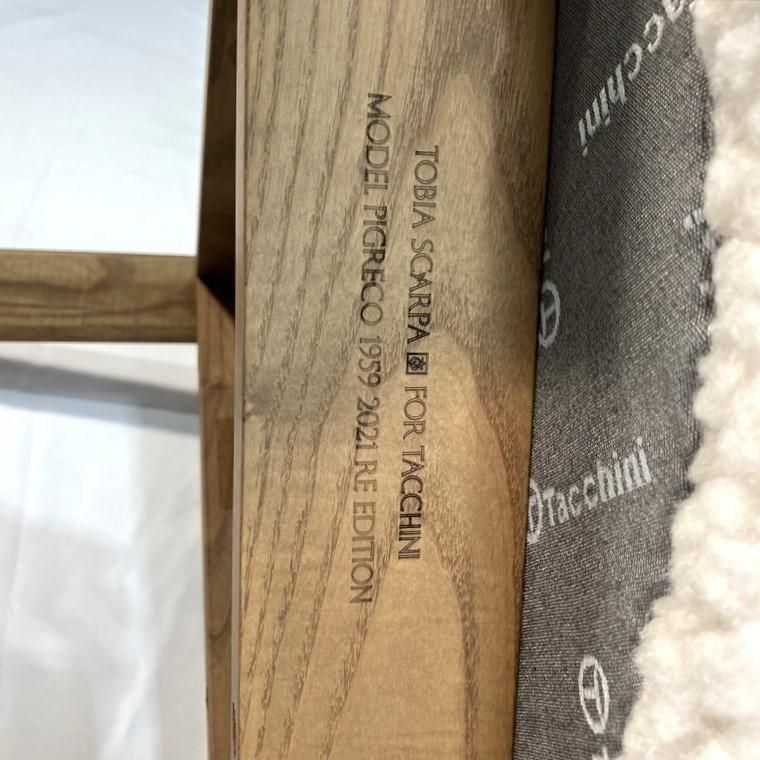 TOBIA SCARPA FOR TACCHINI
MODEL PIGRECO 1959 2021 RE EDITION
Tacchini
Tacchini